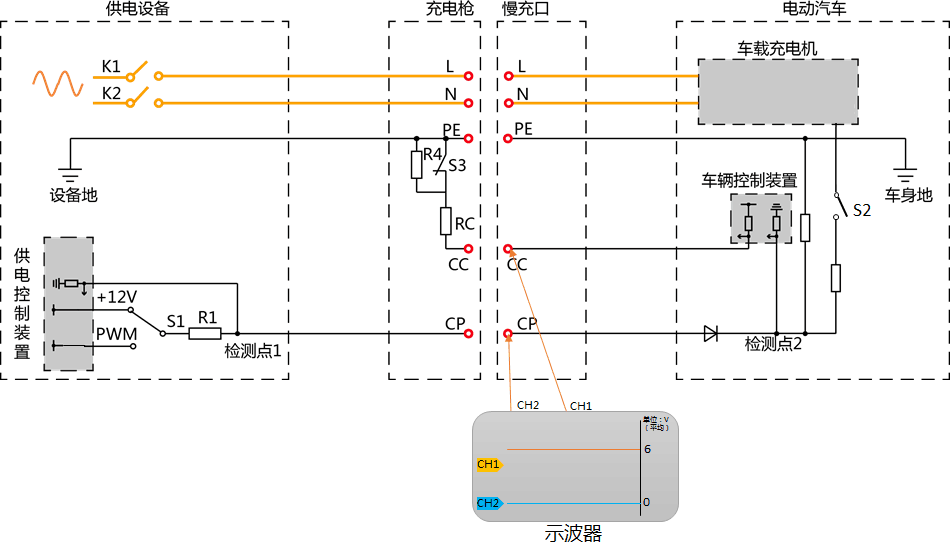 供电设备
充电枪
慢充口
电动汽车
K1
K2
L
N
L
N
车载充电机
PE
PE
R4
S3
设备地
车辆控制装置
车身地
RC
S2
CC
CC
供电控制装置
+12V
S1
R1
PWM
CP
CP
检测点1
检测点2
CH2
CH1
单位:V
(平均)
6
CH1
CH2
0
示波器